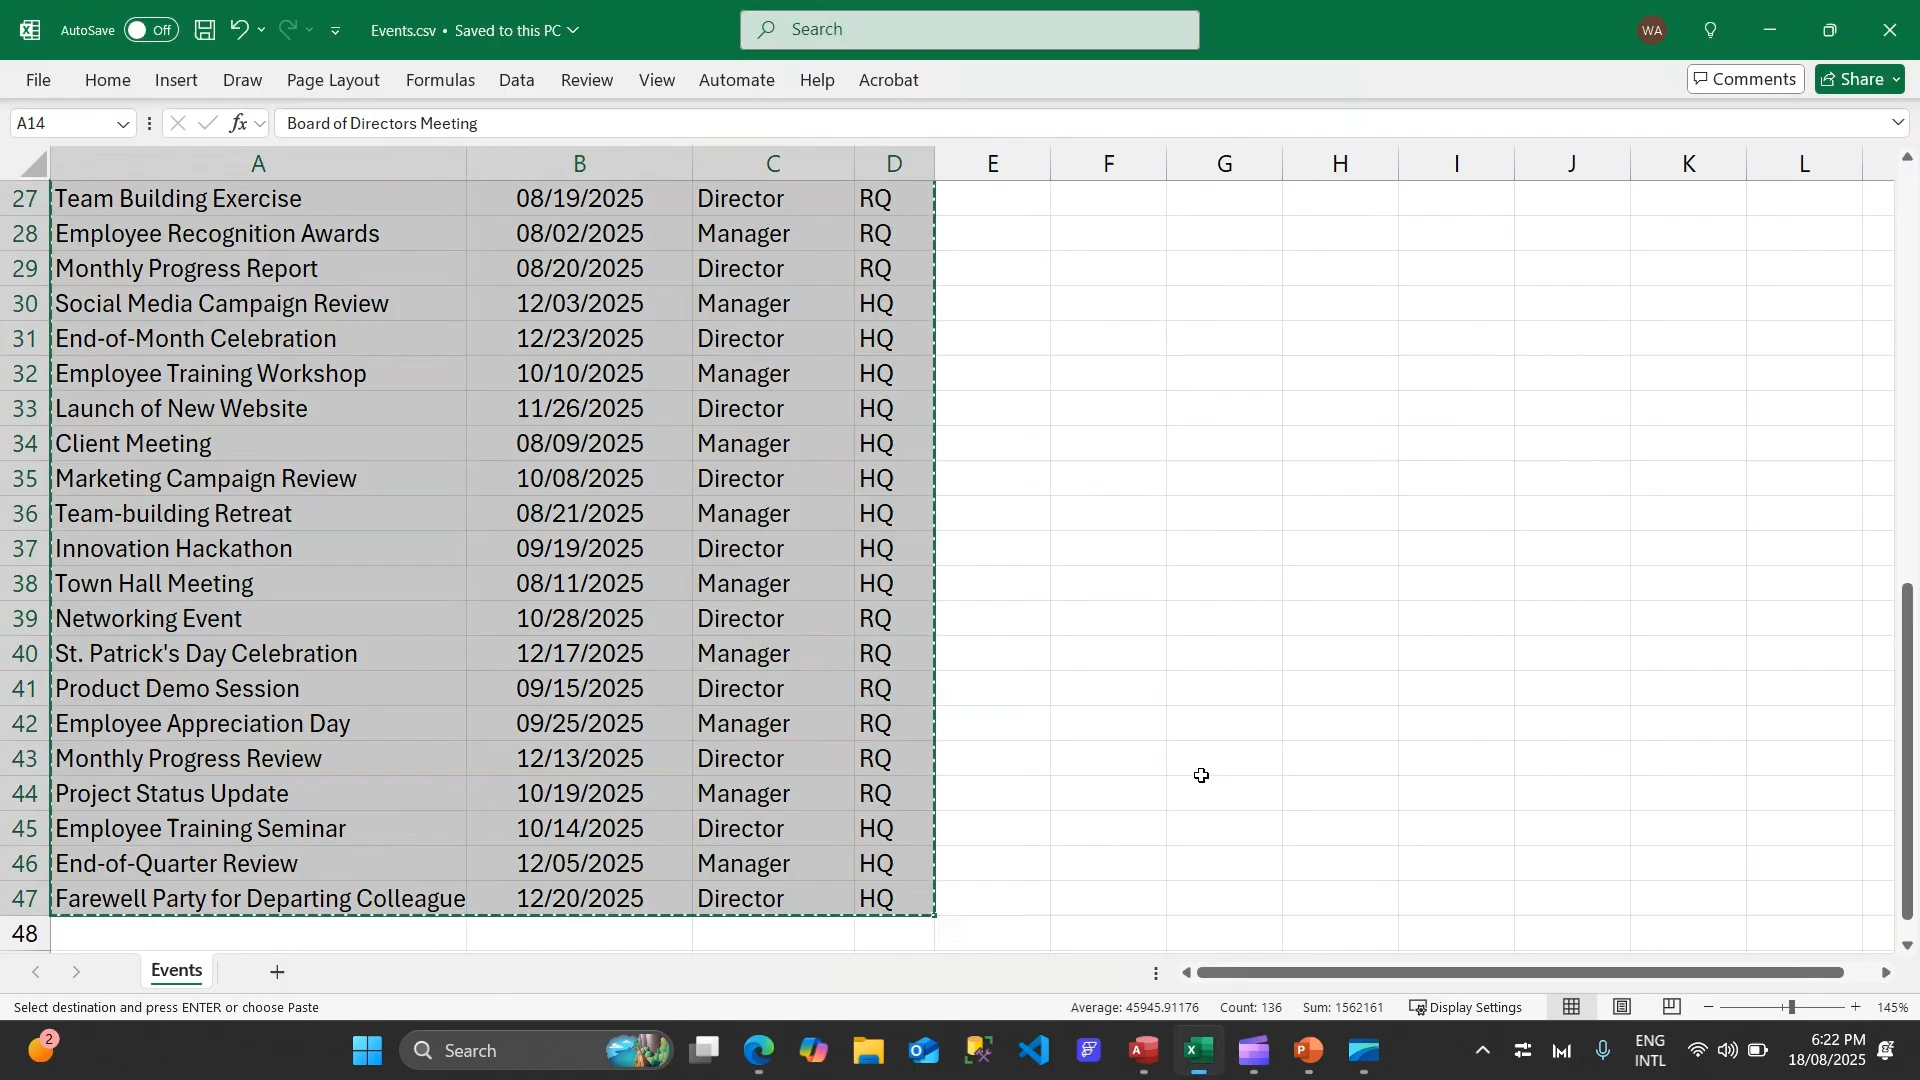 AutoSave Off Events.csv • Saved to this PC Search WA
File Home Insert Draw Page Layout Formulas Data Review View Automate Help Acrobat Comments Share
A14 fx Board of Directors Meeting
A B C D E F G H I J K L
27 Team Building Exercise 08/19/2025 Director RQ
28 Employee Recognition Awards 08/02/2025 Manager RQ
29 Monthly Progress Report 08/20/2025 Director RQ
30 Social Media Campaign Review 12/03/2025 Manager HQ
31 End-of-Month Celebration 12/23/2025 Director HQ
32 Employee Training Workshop 10/10/2025 Manager HQ
33 Launch of New Website 11/26/2025 Director HQ
34 Client Meeting 08/09/2025 Manager HQ
35 Marketing Campaign Review 10/08/2025 Director HQ
36 Team-building Retreat 08/21/2025 Manager HQ
37 Innovation Hackathon 09/19/2025 Director HQ
38 Town Hall Meeting 08/11/2025 Manager HQ
39 Networking Event 10/28/2025 Director RQ
40 St. Patrick's Day Celebration 12/17/2025 Manager RQ
41 Product Demo Session 09/15/2025 Director RQ
42 Employee Appreciation Day 09/25/2025 Manager RQ
43 Monthly Progress Review 12/13/2025 Director RQ
44 Project Status Update 10/19/2025 Manager RQ
45 Employee Training Seminar 10/14/2025 Director HQ
46 End-of-Quarter Review 12/05/2025 Manager HQ
47 Farewell Party for Departing Colleague 12/20/2025 Director HQ
48
Events
Select destination and press ENTER or choose Paste Average: 45945.91176 Count: 136 Sum: 1562161 Display Settings 145%
2 Search ENG INTL 6:22 PM 18/08/2025